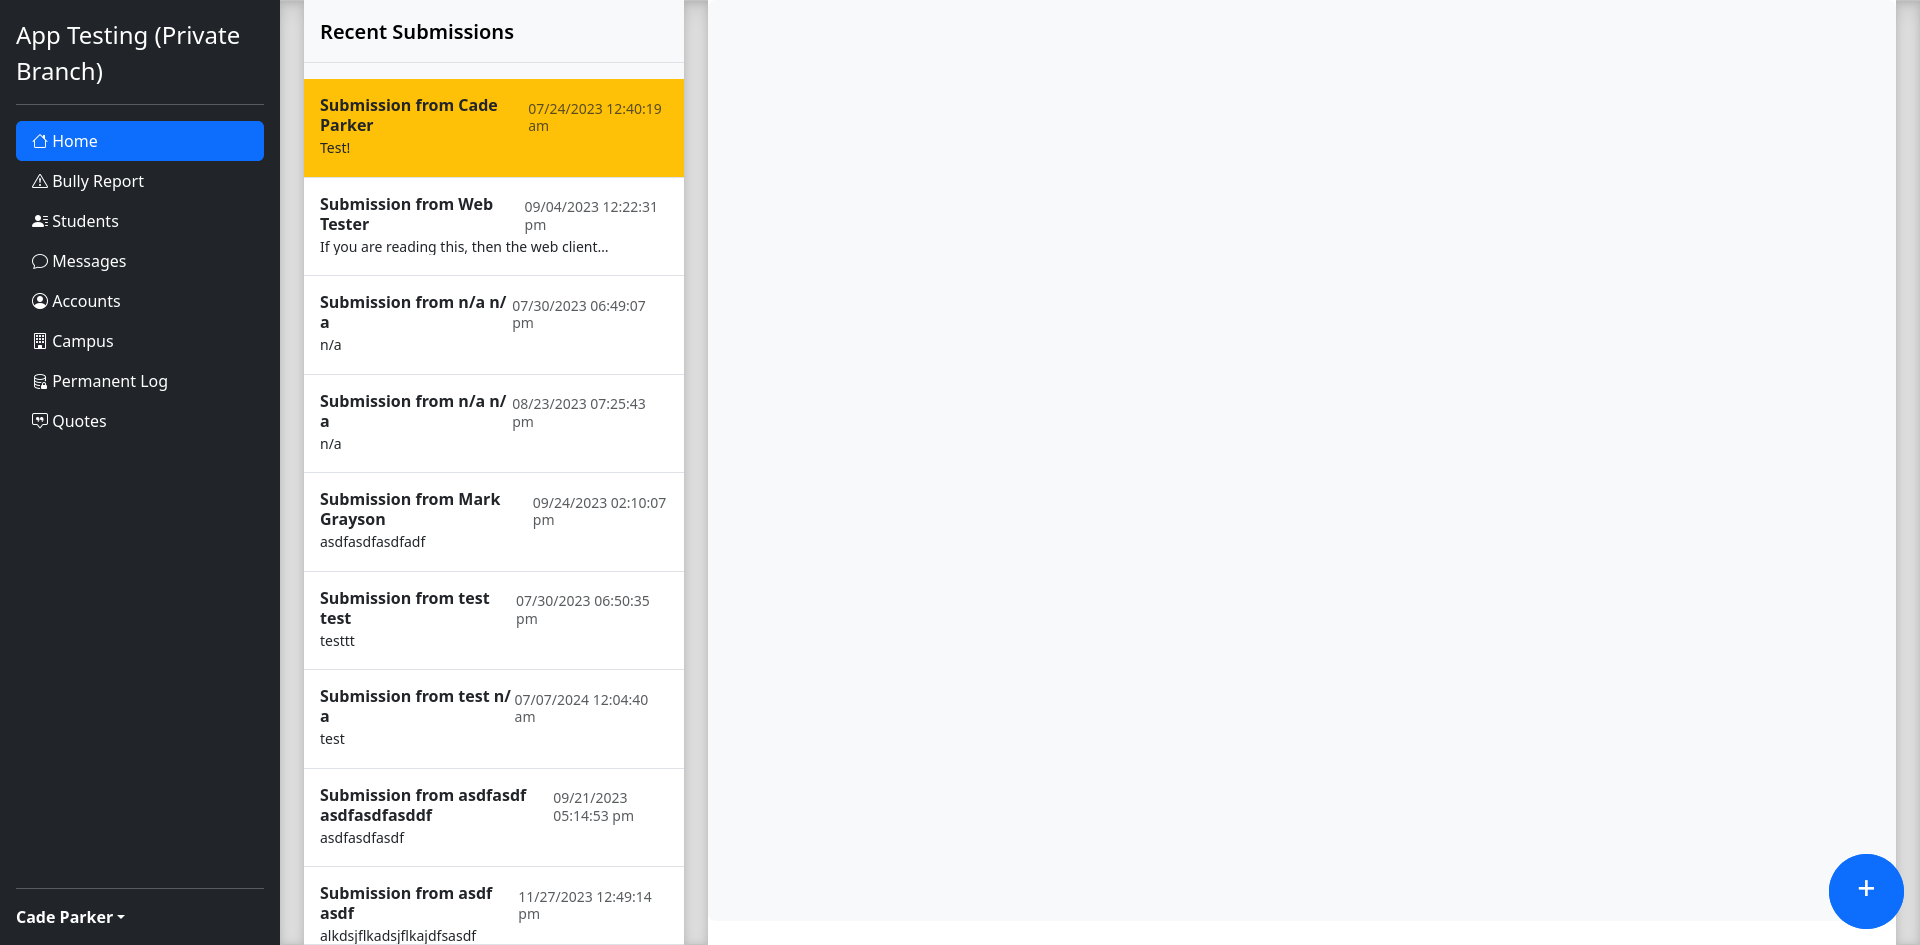 App Testing (Private
Branch)
Home
Bully Report
Students
Messages
Accounts
Campus
Permanent Log
Quotes
Cade Parker
Recent Submissions
Submission from Cade
Parker
07/24/2023 12:40:19
am
Test!
Submission from Web
Tester
09/04/2023 12:22:31
pm
If you are reading this, then the web client...
Submission from n/a n/
a
07/30/2023 06:49:07
pm
n/a
Submission from n/a n/
a
08/23/2023 07:25:43
pm
n/a
Submission from Mark
Grayson
09/24/2023 02:10:07
pm
asdfasdfasdfadf
Submission from test
test
07/30/2023 06:50:35
pm
testtt
Submission from test n/
a
07/07/2024 12:04:40
am
test
Submission from asdfasdf
asdfasdfasddf
09/21/2023
05:14:53 pm
asdfasdfasdf
Submission from asdf
asdf
11/27/2023 12:49:14
pm
alkdsjflkadsjflkajdfsasdf
+